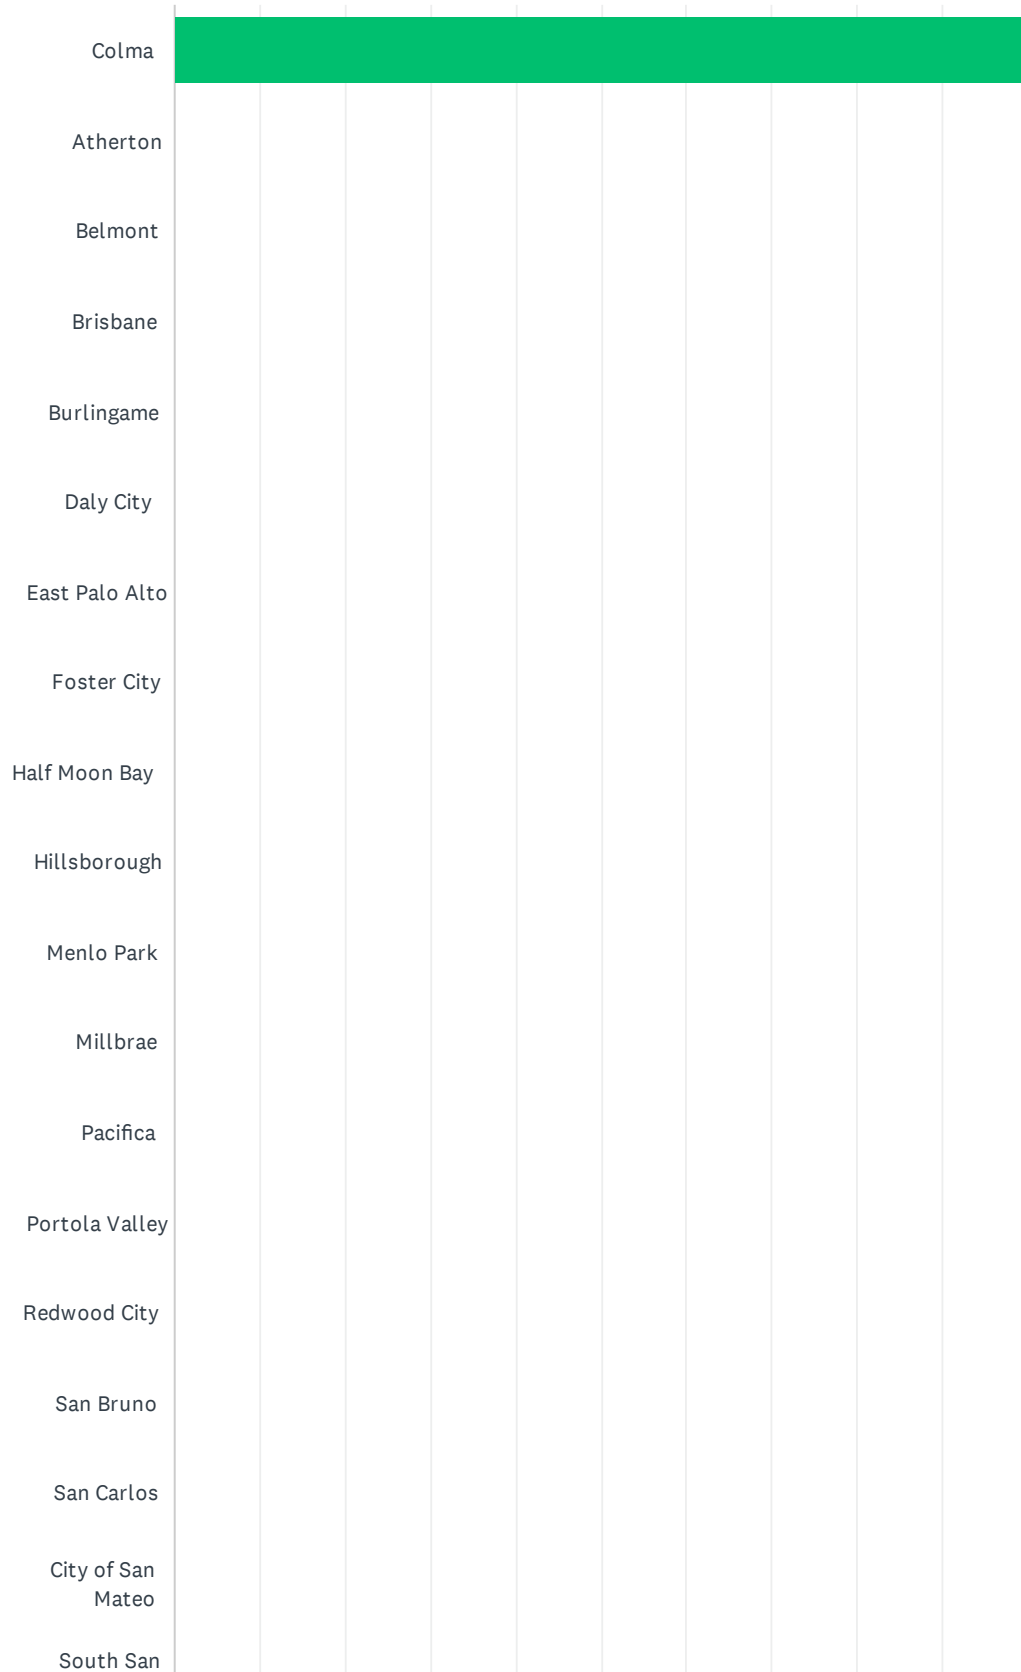 Colma
Atherton
Belmont
Brisbane
Burlingame
Daly City
East Palo Alto
Foster City
Half Moon Bay
Hillsborough
Menlo Park
Millbrae
Pacifica
Portola Valley
Redwood City
San Bruno
San Carlos
City of San
Mateo
South San